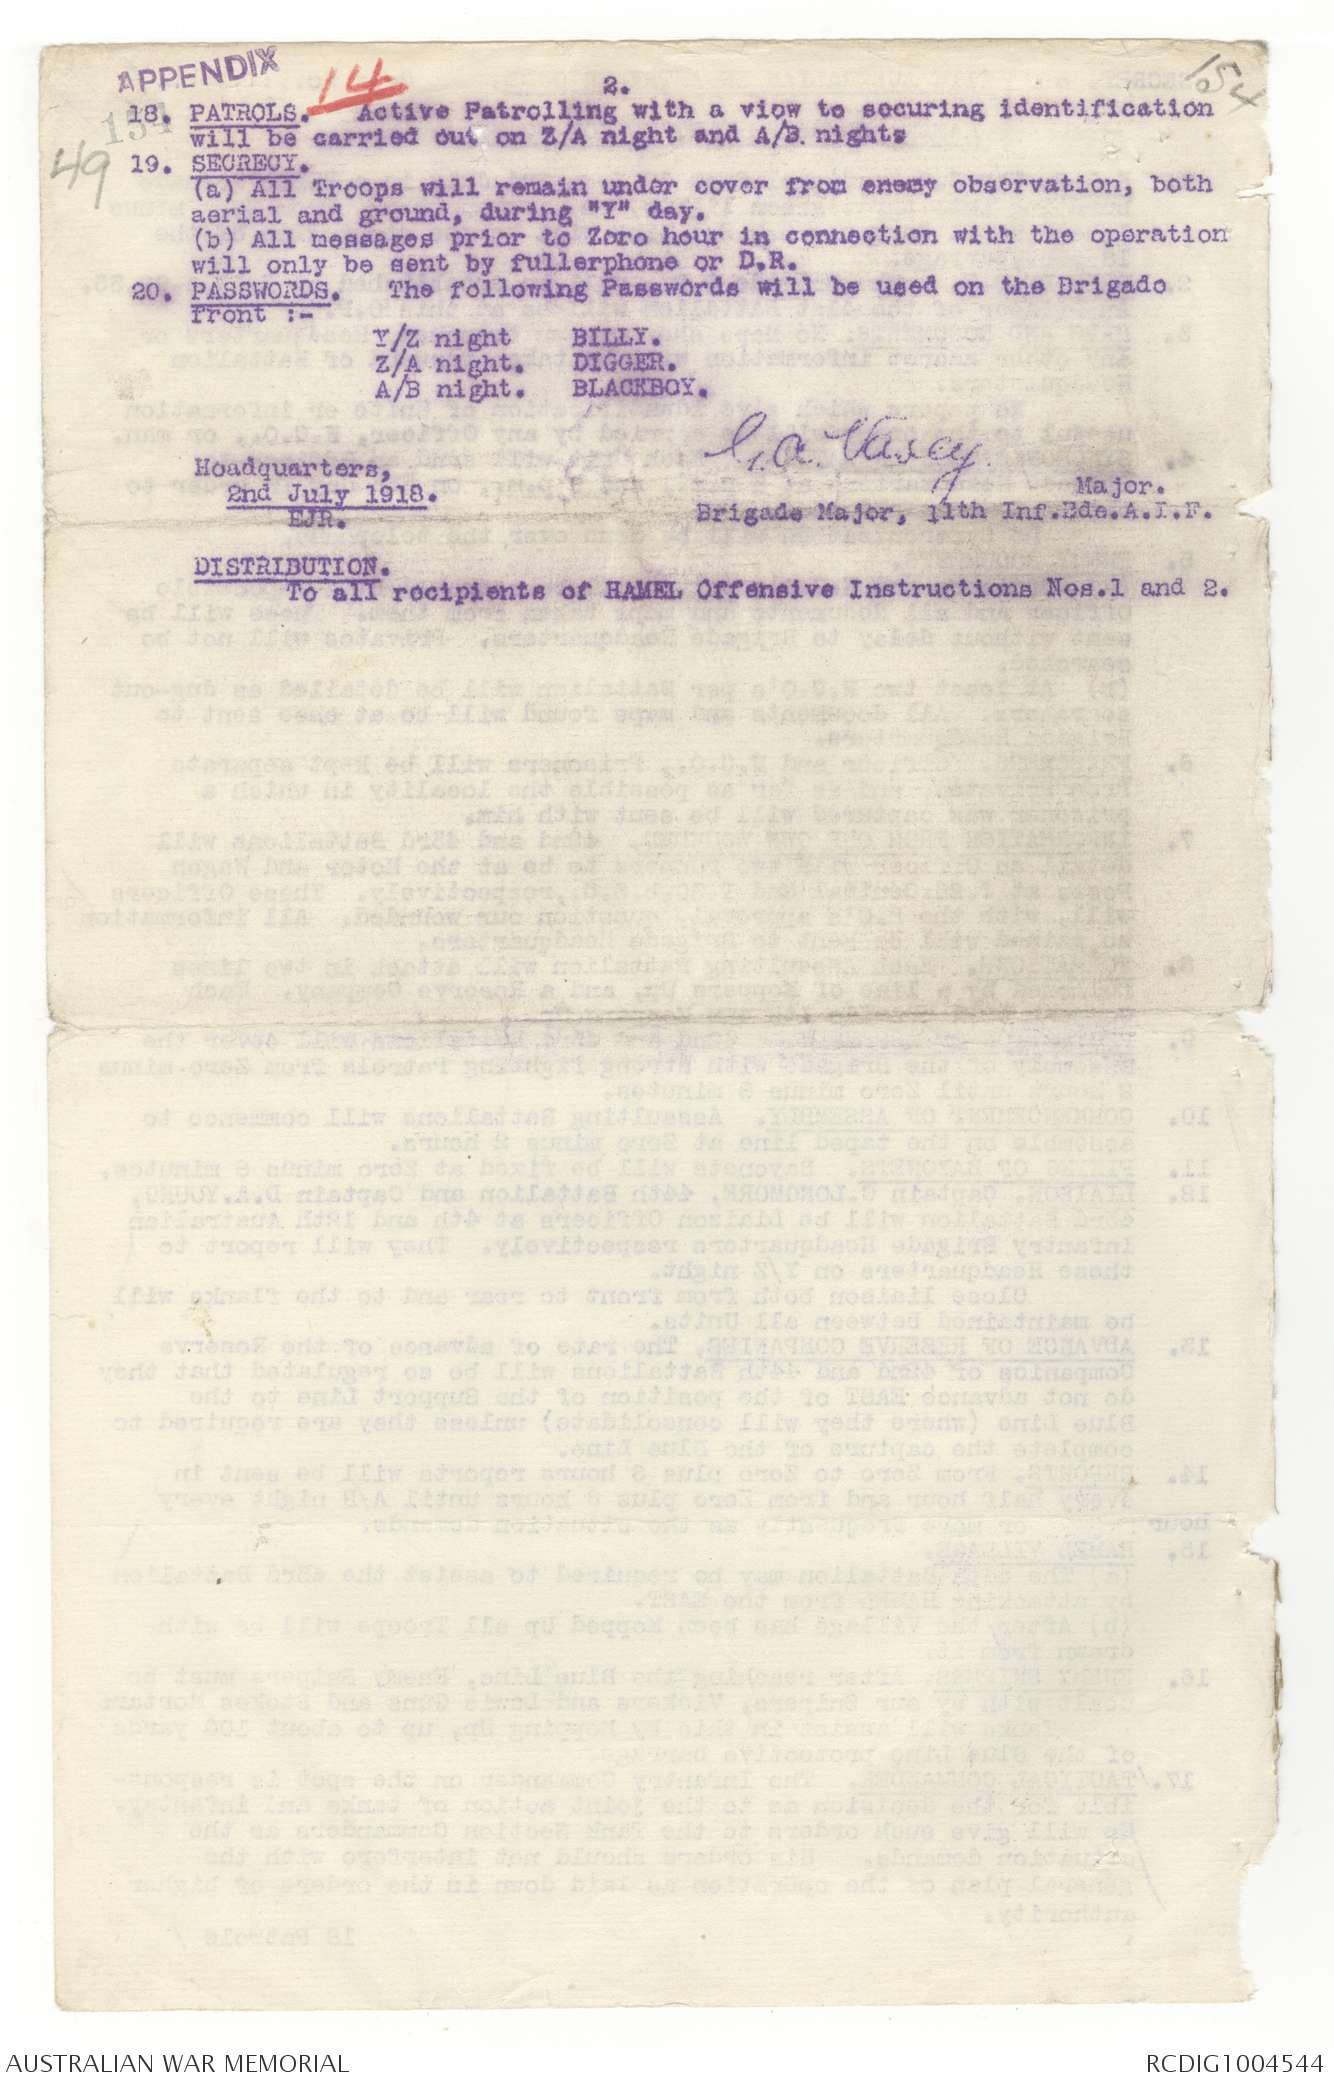 APPENDIX 14
154
154
49
2.
18. PATROLS. Active Patrolling with a view to securing identification
will be carried out on Z/A night and A/B. nights
19. SECRECY.
(a) All Troops will remain under cover from enemy observation, both
aerial and ground, during "Y" day.
(b) All messages prior to Zero hour in connection with the operation
will only be sent by fullerphone or D.R.
20. PASSWORDS. The following Passwords will be used on the Brigade
front :-
Y/Z night BILLY.
Z/A night. DIGGER.
A/B night. BLACKBOY.
G.A. Vasey
Headquarters,
2nd July 1918.
EJR.
Major.
Brigade Major, 11th Inf.Bde.A.I.F.
DISTRIBUTION.
To all recipients of HAMEL Offensive Instructions Nos.1 and 2.
AUSTRALIAN WAR MEMORIAL
RCDIG1004544